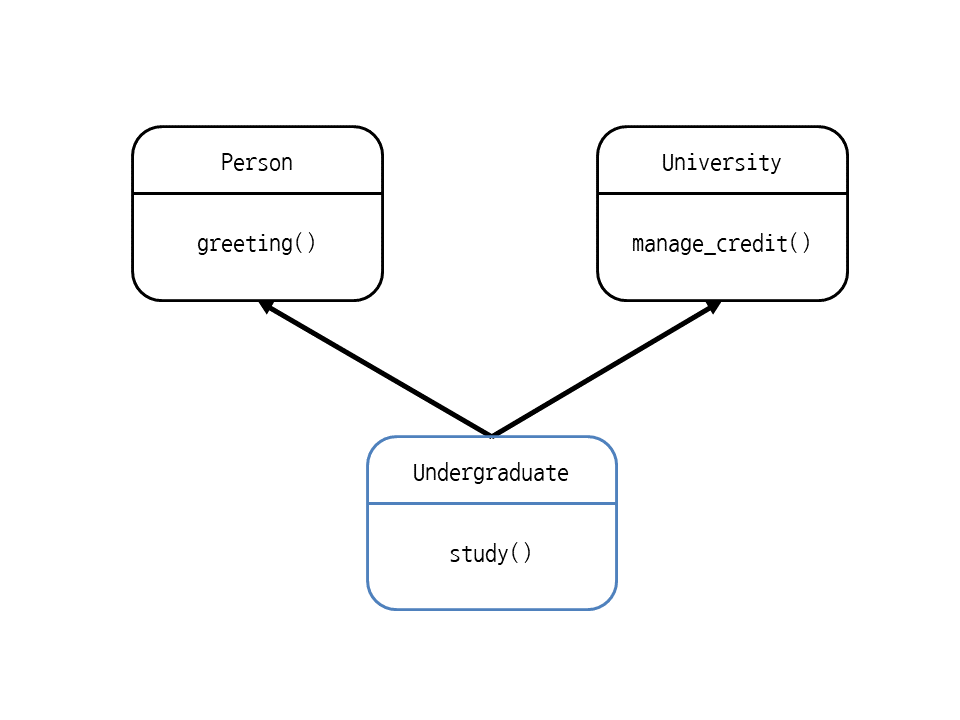 Person
greeting()
University
manage_credit()
Undergraduate
study()